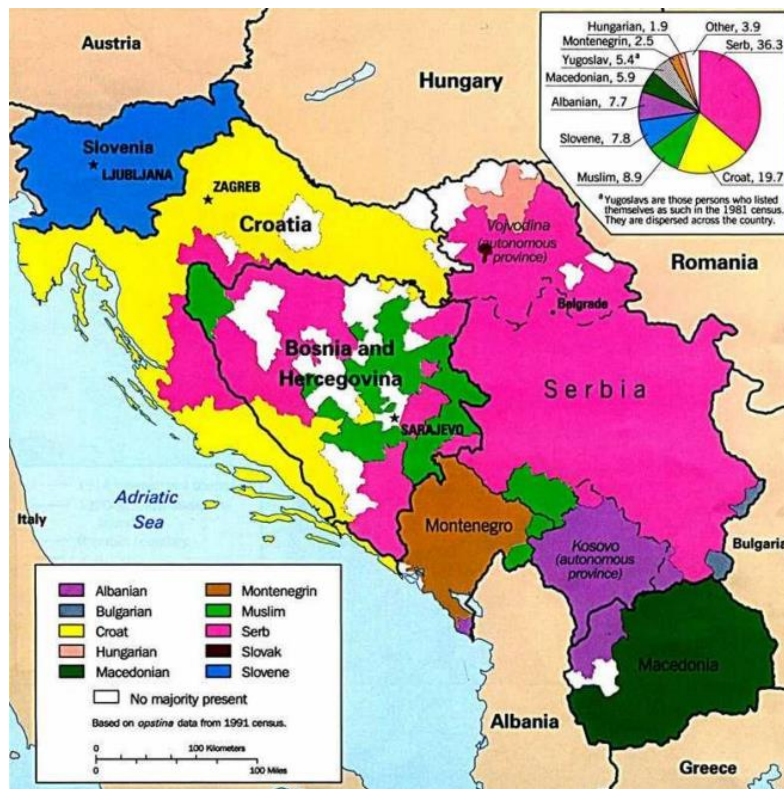 Austria
Hungary
Hungarian, 1.9
Other, 3.9
Montenegrin, 2.5
Serb, 36.3
Yugoslav, 5.4ª
Macedonian, 5.9
Albanian, 7.7
Slovene, 7.8
Muslim, 8.9
Croat, 19.7
ª Yugoslavs are those persons who listed
themselves as such in the 1981 census.
They are dispersed across the country.
Slovenia
LJUBLJANA
ZAGREB
Croatia
Vojvodina
(autonomous
province)
Romania
Belgrade
Bosnia and
Hercegovina
Serbia
SARAJEVO
Adriatic
Sea
Italy
Montenegro
Kosovo
(autonomous
province)
Bulgaria
Macedonia
Albania
Greece
Albanian
Bulgarian
Croat
Hungarian
Macedonian
Montenegrin
Muslim
Serb
Slovak
Slovene
No majority present
Based on opstina data from 1991 census.
0 100 Kilometers
0 100 Miles